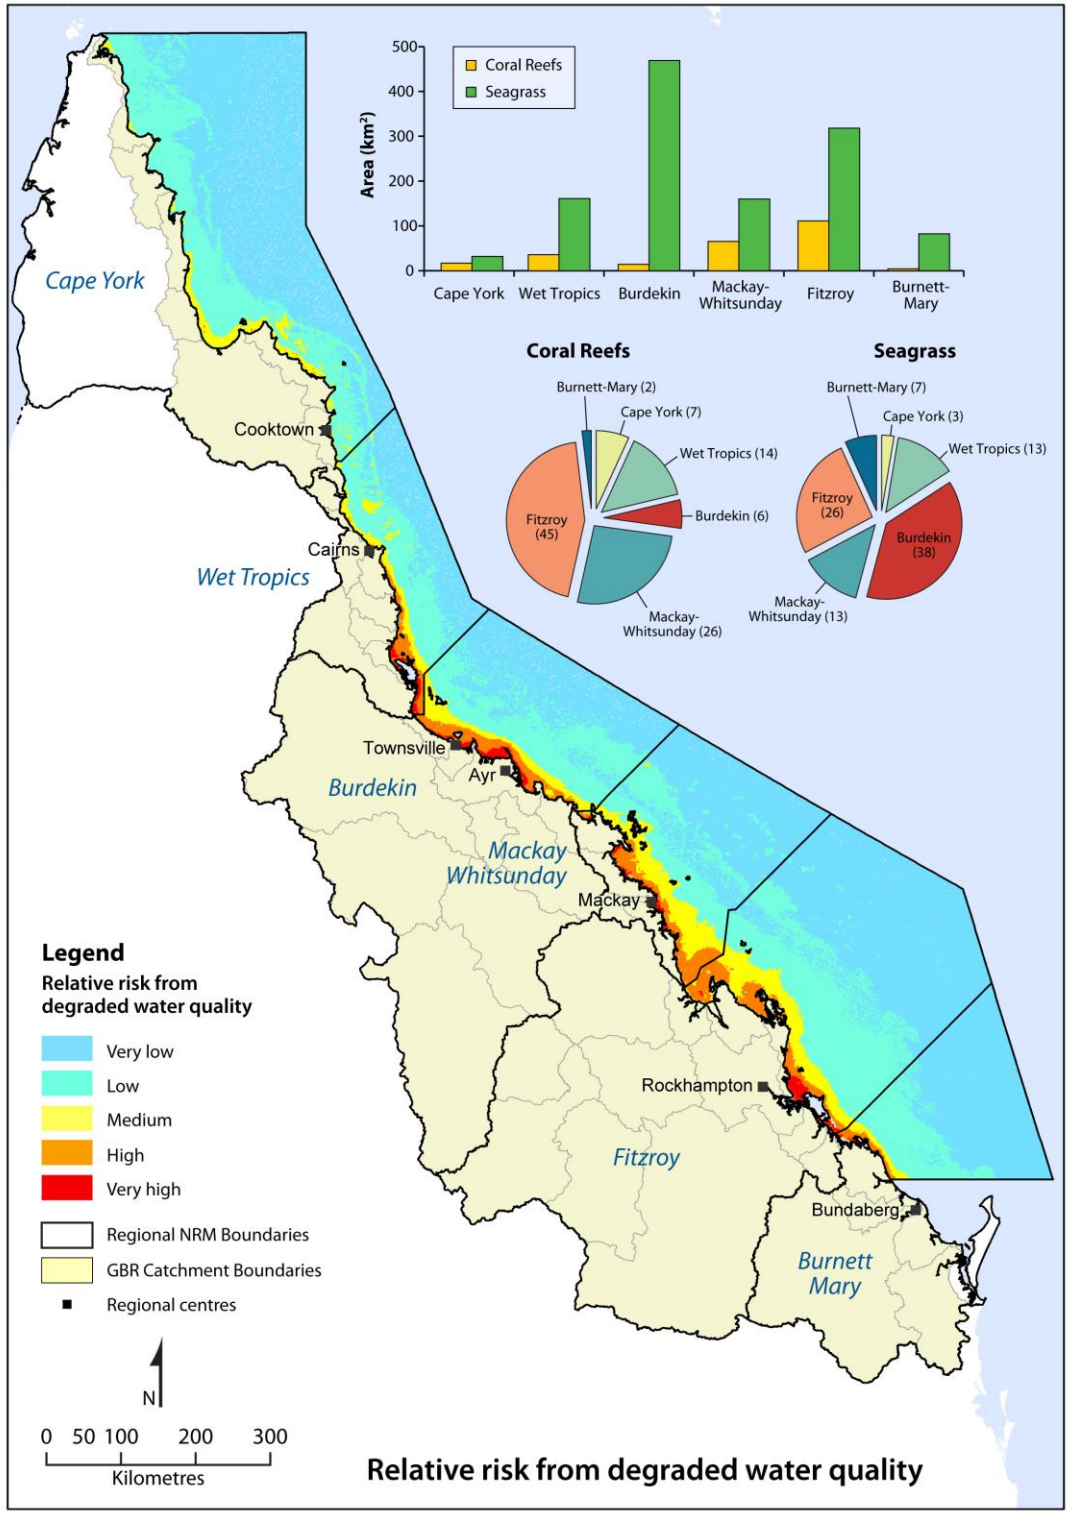 500
400
300
200
100
0
Area (km²)
Coral Reefs
Seagrass
Cape York
Wet Tropics
Burdekin
Mackay-
Whitsunday
Fitzroy
Burnett-
Mary
Coral Reefs
Burnett-Mary (2)
Cape York (7)
Wet Tropics (14)
Burdekin (6)
Mackay-
Whitsunday (26)
Fitzroy
(45)
Seagrass
Burnett-Mary (7)
Cape York (3)
Wet Tropics (13)
Burdekin
(38)
Mackay-
Whitsunday (13)
Fitzroy
(26)
Cape York
Cooktown
Cairns
Wet Tropics
Townsville
Ayr
Burdekin
Mackay
Whitsunday
Mackay
Rockhampton
Fitzroy
Bundaberg
Burnett
Mary
Legend
Relative risk from
degraded water quality
Very low
Low
Medium
High
Very high
Regional NRM Boundaries
GBR Catchment Boundaries
Regional centres
N
0 50 100 200 300
Kilometres
Relative risk from degraded water quality